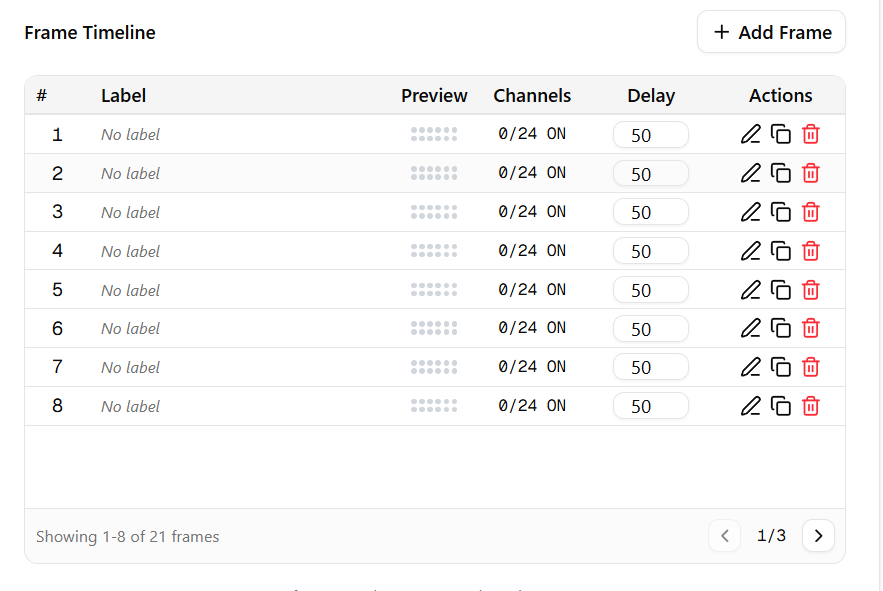 Frame Timeline
+ Add Frame
# Label Preview Channels Delay Actions
1 No label 0/24 ON 50
2 No label 0/24 ON 50
3 No label 0/24 ON 50
4 No label 0/24 ON 50
5 No label 0/24 ON 50
6 No label 0/24 ON 50
7 No label 0/24 ON 50
8 No label 0/24 ON 50
Showing 1-8 of 21 frames
1/3